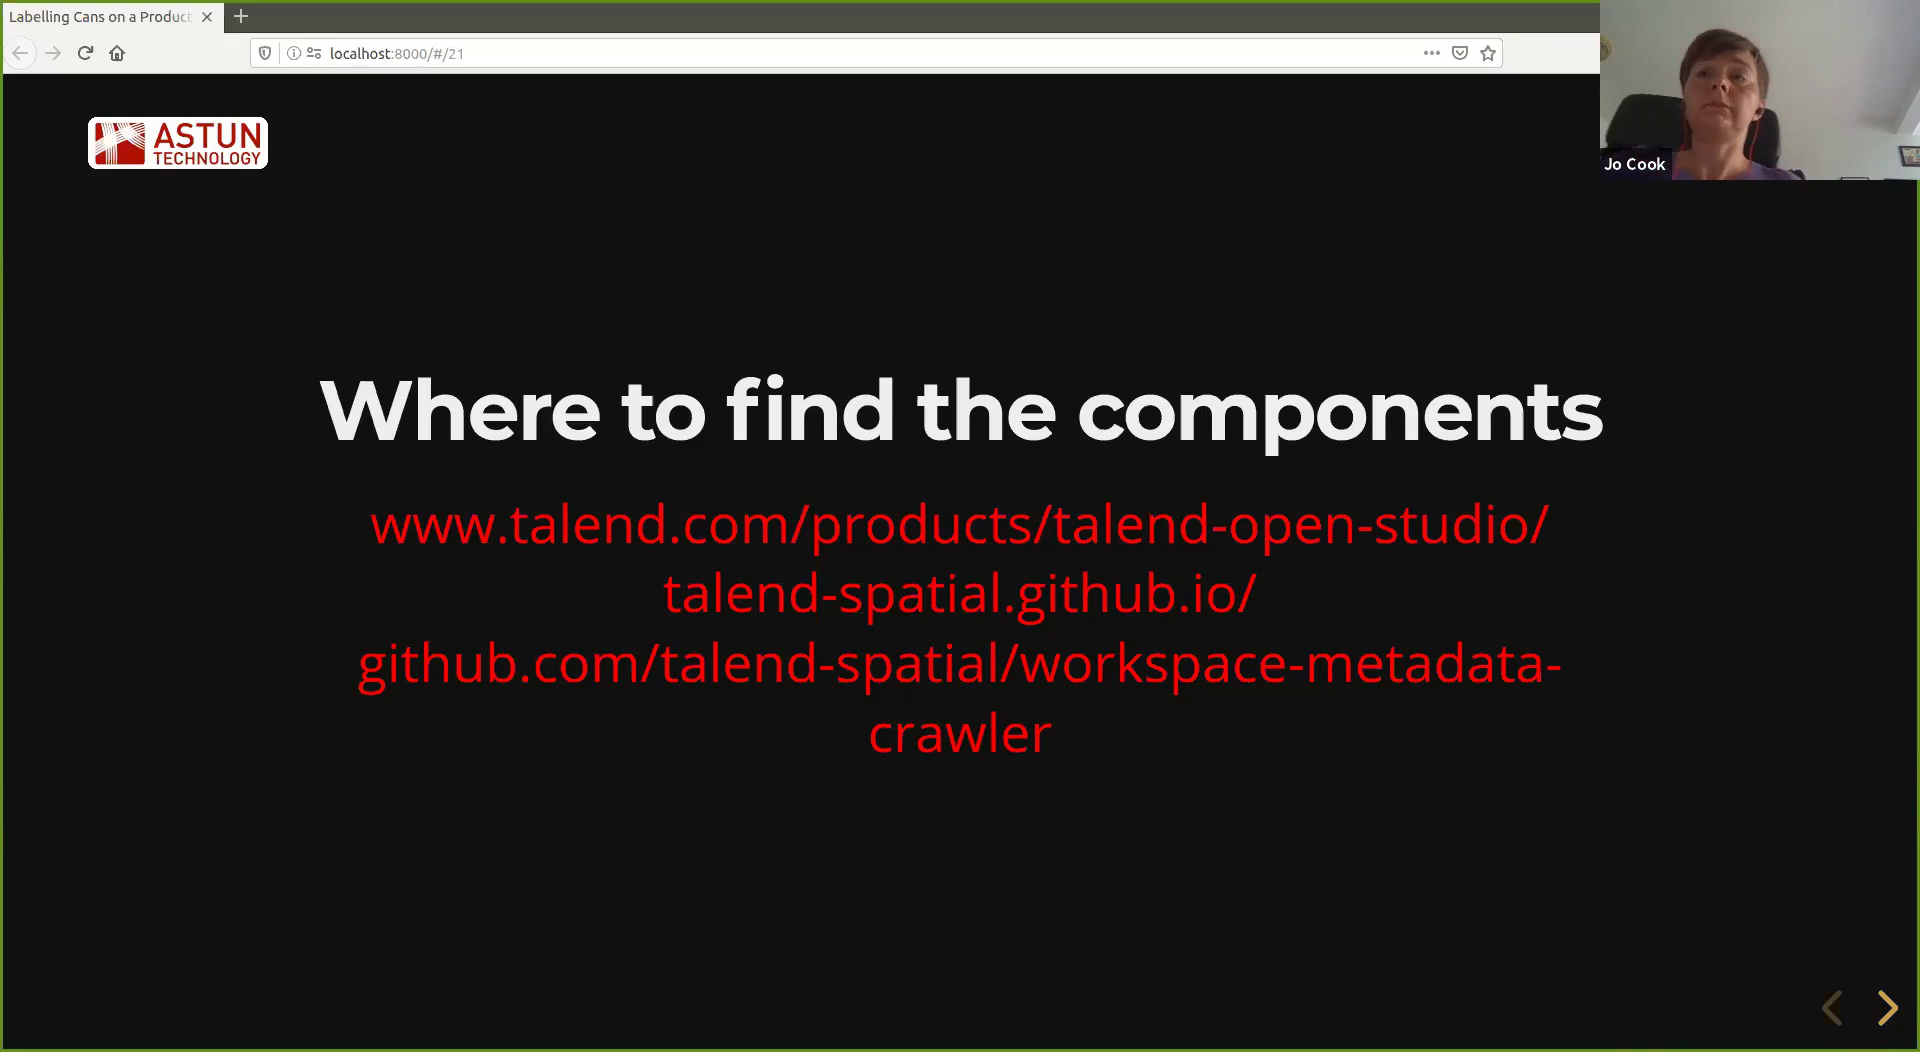 Labelling Cans on a Product
localhost:8000/#/21
ASTUN
TECHNOLOGY
Jo Cook
Where to find the components
www.talend.com/products/talend-open-studio/
talend-spatial.github.io/
github.com/talend-spatial/workspace-metadata-
crawler